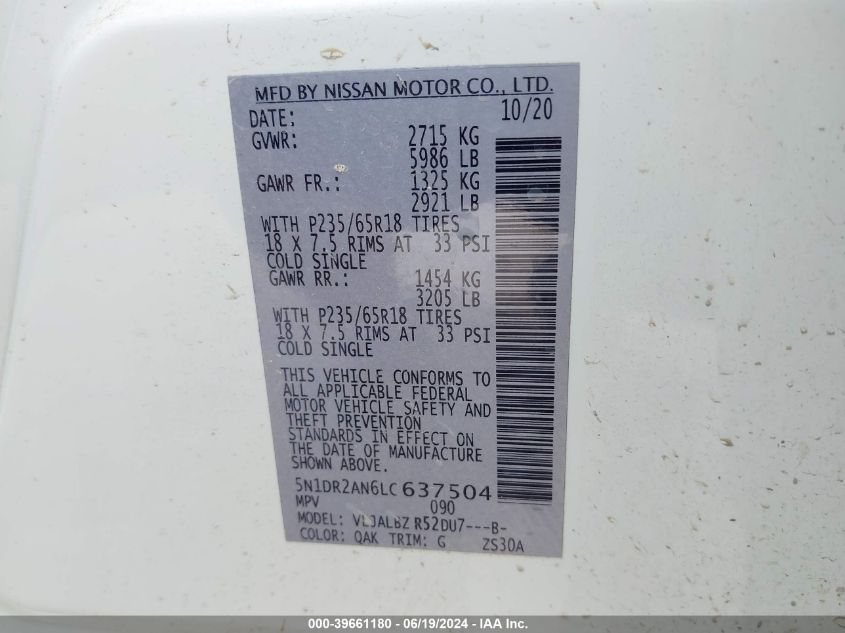 MFD BY NISSAN MOTOR CO., LTD.
DATE: 10/20
GVWR: 2715 KG
5986 LB
GAWR FR.: 1325 KG
2921 LB
WITH P235/65R18 TIRES
18 X 7.5 RIMS AT 33 PSI
COLD SINGLE
GAWR RR.: 1454 KG
3205 LB
WITH P235/65R18 TIRES
18 X 7.5 RIMS AT 33 PSI
COLD SINGLE
THIS VEHICLE CONFORMS TO
ALL APPLICABLE FEDERAL
MOTOR VEHICLE SAFETY AND
THEFT PREVENTION
STANDARDS IN EFFECT ON
THE DATE OF MANUFACTURE
SHOWN ABOVE.
5N1DR2AN6LC637504
MPV 090
MODEL: R52DU7---B-
COLOR: QAK TRIM: G ZS30A
000-39661180 - 06/19/2024 - IAA Inc.